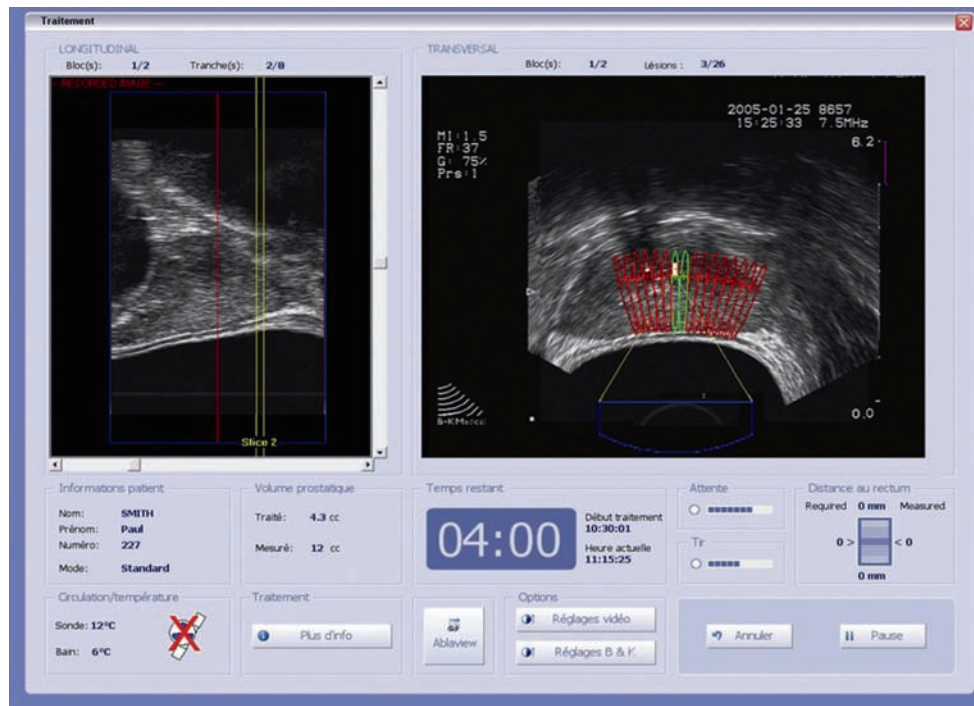 Traitement
LONGITUDINAL
Bloc(s): 1/2 Tranche(s): 2/8
-- RECORDED IMAGE --
Slice 2
TRANSVERSAL
Bloc(s): 1/2 Lésions : 3/26
2005-01-25 8657
15:25:33 7.5MHz
MI:1.5
FR:37
G: 75%
Prs:1
6.2
0.0
B-K Medical
Informations patient
Nom: SMITH
Prénom: Paul
Numéro: 227
Mode: Standard
Volume prostatique
Traité: 4.3 cc
Mesuré: 12 cc
Temps restant
04:00
Début traitement
10:30:01
Heure actuelle
11:15:25
Attente
Tir
Distance au rectum
Required 0 mm Measured
0 > < 0
0 mm
Circulation/température
Sonde: 12°C
Bain: 6°C
Traitement
Plus d'info
Ablaview
Options
Réglages vidéo
Réglages B & K
Annuler
Pause